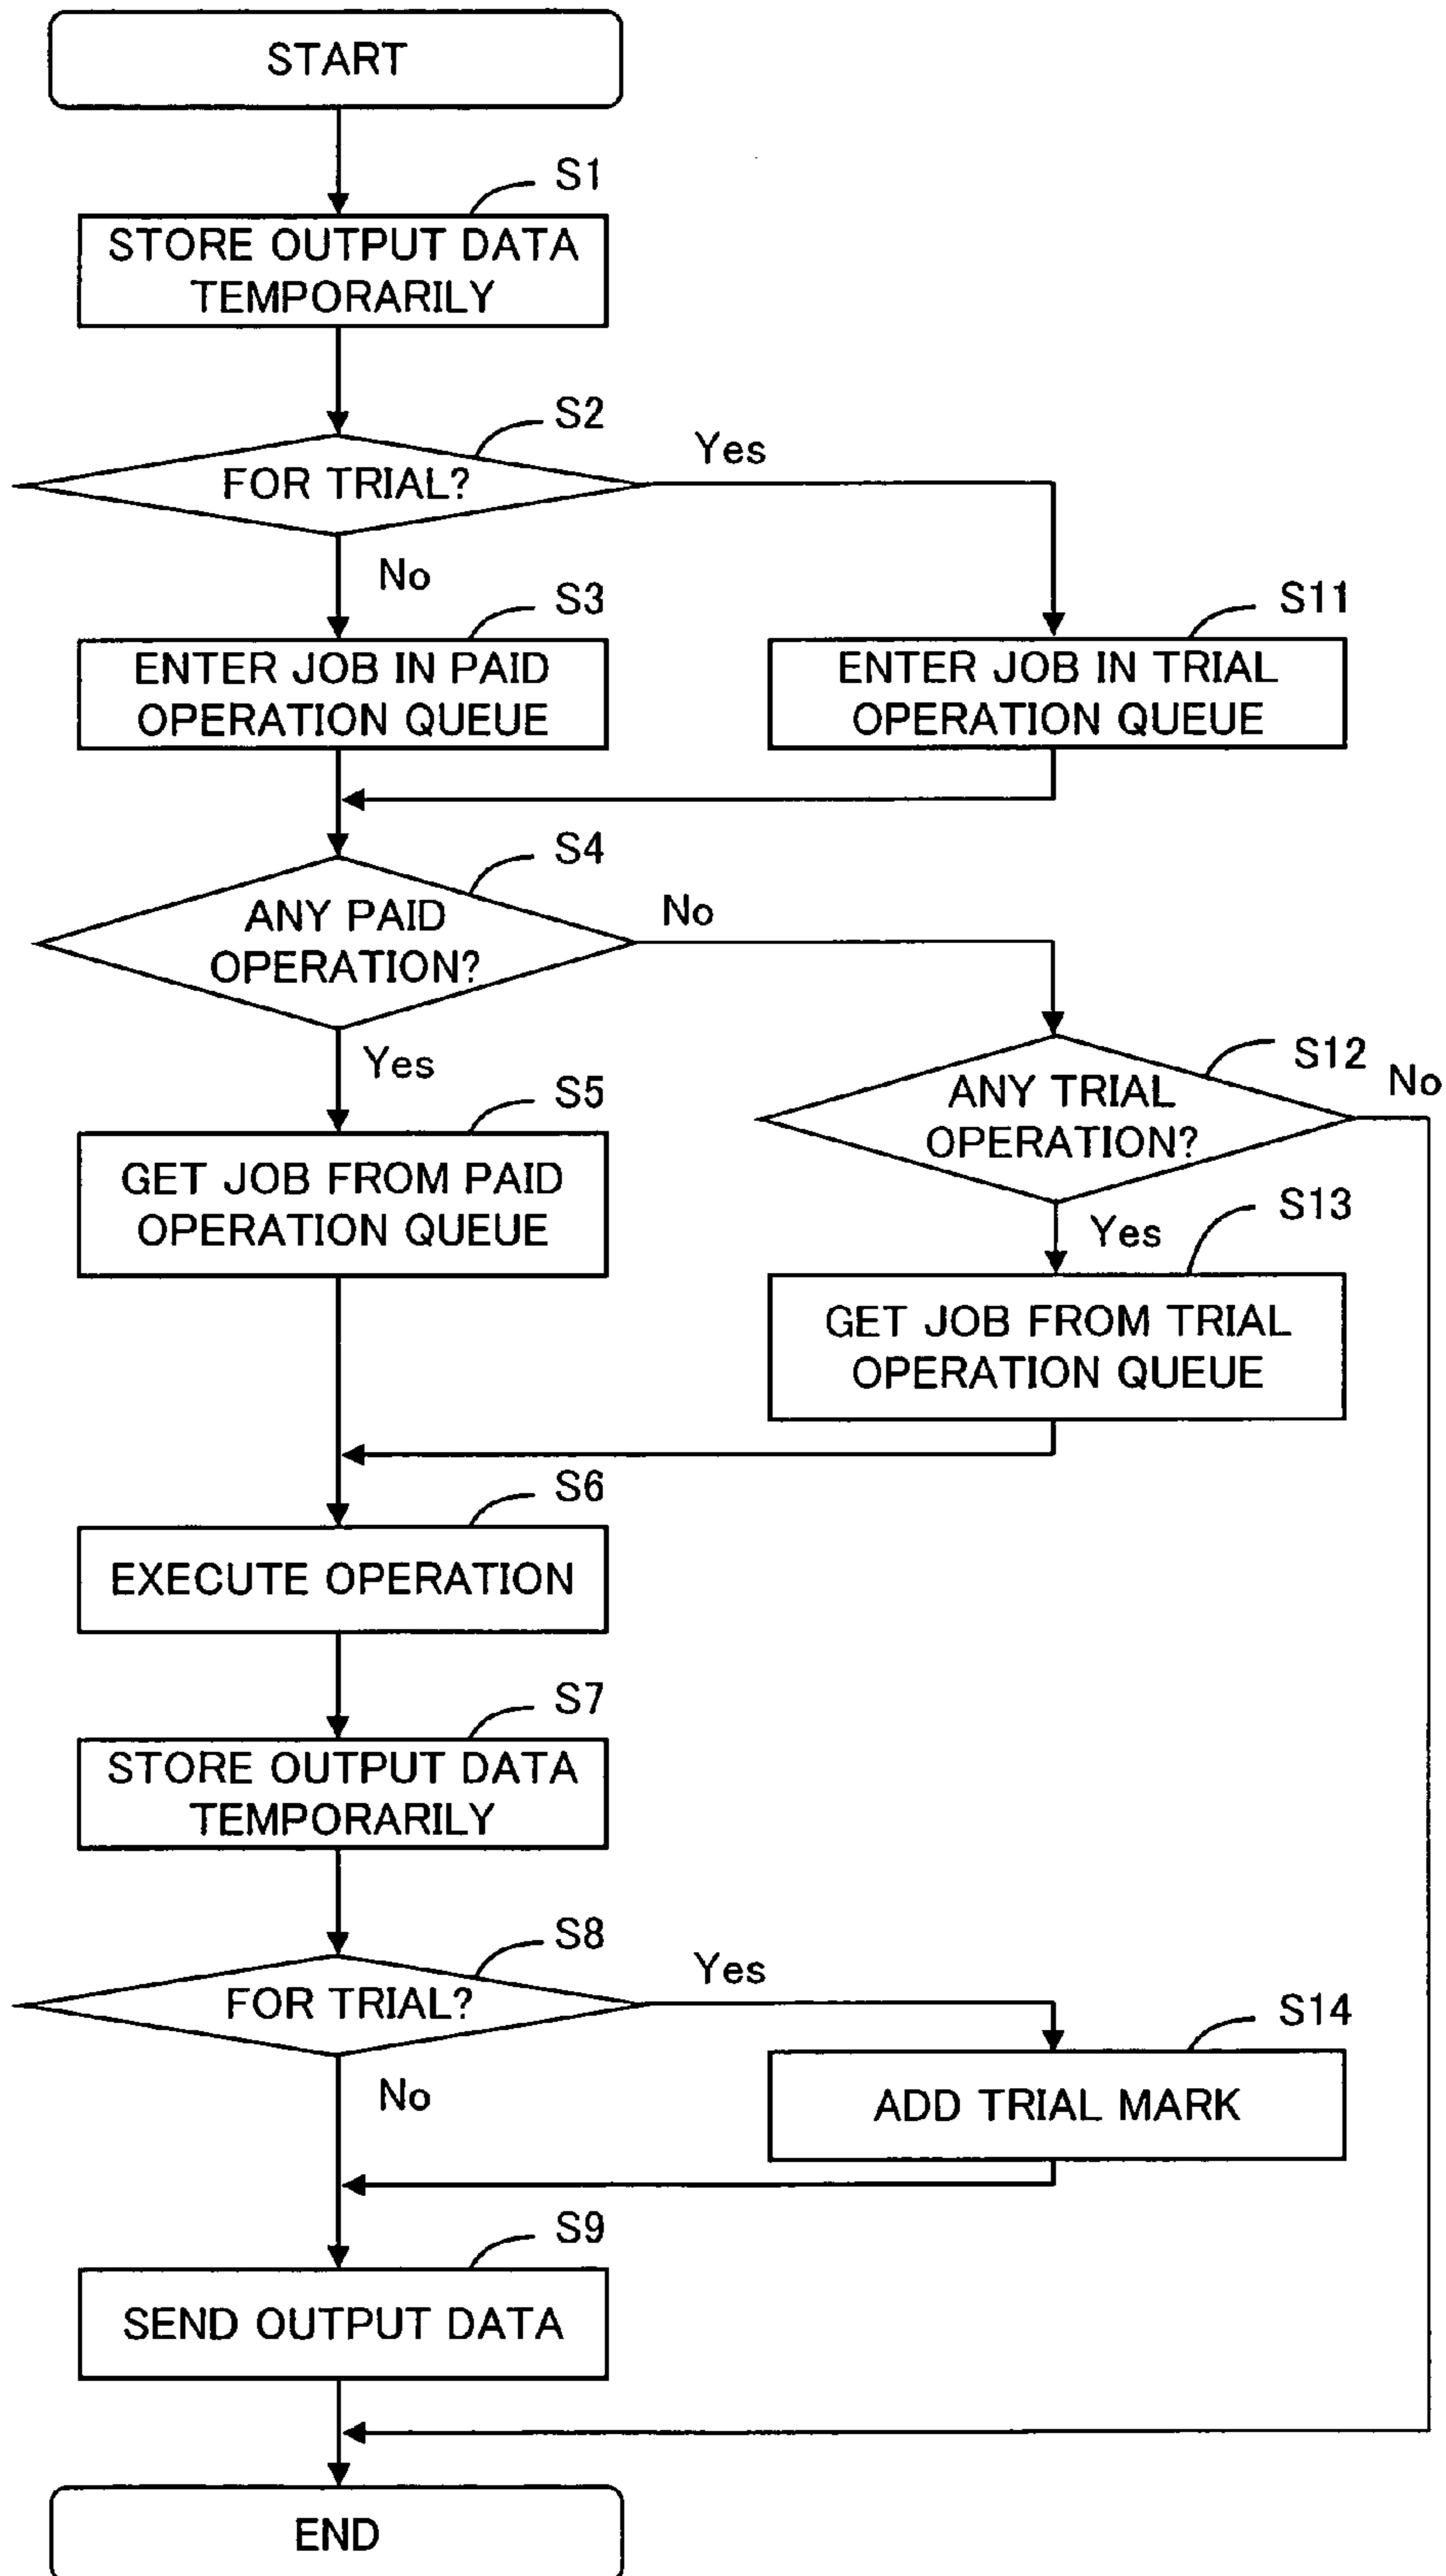 START
S1
STORE OUTPUT DATA
TEMPORARILY
S2
FOR TRIAL?
Yes
No
S3
ENTER JOB IN PAID
OPERATION QUEUE
S11
ENTER JOB IN TRIAL
OPERATION QUEUE
S4
ANY PAID
OPERATION?
No
Yes
S12
ANY TRIAL
OPERATION?
No
Yes
S5
GET JOB FROM PAID
OPERATION QUEUE
S13
GET JOB FROM TRIAL
OPERATION QUEUE
S6
EXECUTE OPERATION
S7
STORE OUTPUT DATA
TEMPORARILY
S8
FOR TRIAL?
Yes
No
S14
ADD TRIAL MARK
S9
SEND OUTPUT DATA
END